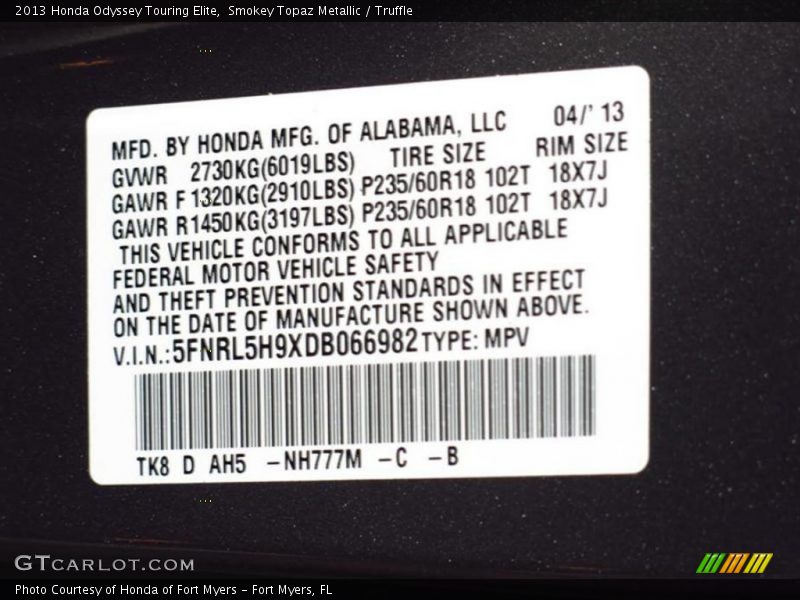 2013 Honda Odyssey Touring Elite, Smokey Topaz Metallic / Truffle
MFD. BY HONDA MFG. OF ALABAMA, LLC 04/' 13
GVWR 2730KG(6019LBS) TIRE SIZE RIM SIZE
GAWR F 1320KG(2910LBS) P235/60R18 102T 18X7J
GAWR R1450KG(3197LBS) P235/60R18 102T 18X7J
THIS VEHICLE CONFORMS TO ALL APPLICABLE
FEDERAL MOTOR VEHICLE SAFETY
AND THEFT PREVENTION STANDARDS IN EFFECT
ON THE DATE OF MANUFACTURE SHOWN ABOVE.
V.I.N.:5FNRL5H9XDB066982 TYPE: MPV
TK8 D AH5 -NH777M -C -B
GTCARLOT.COM
Photo Courtesy of Honda of Fort Myers - Fort Myers, FL